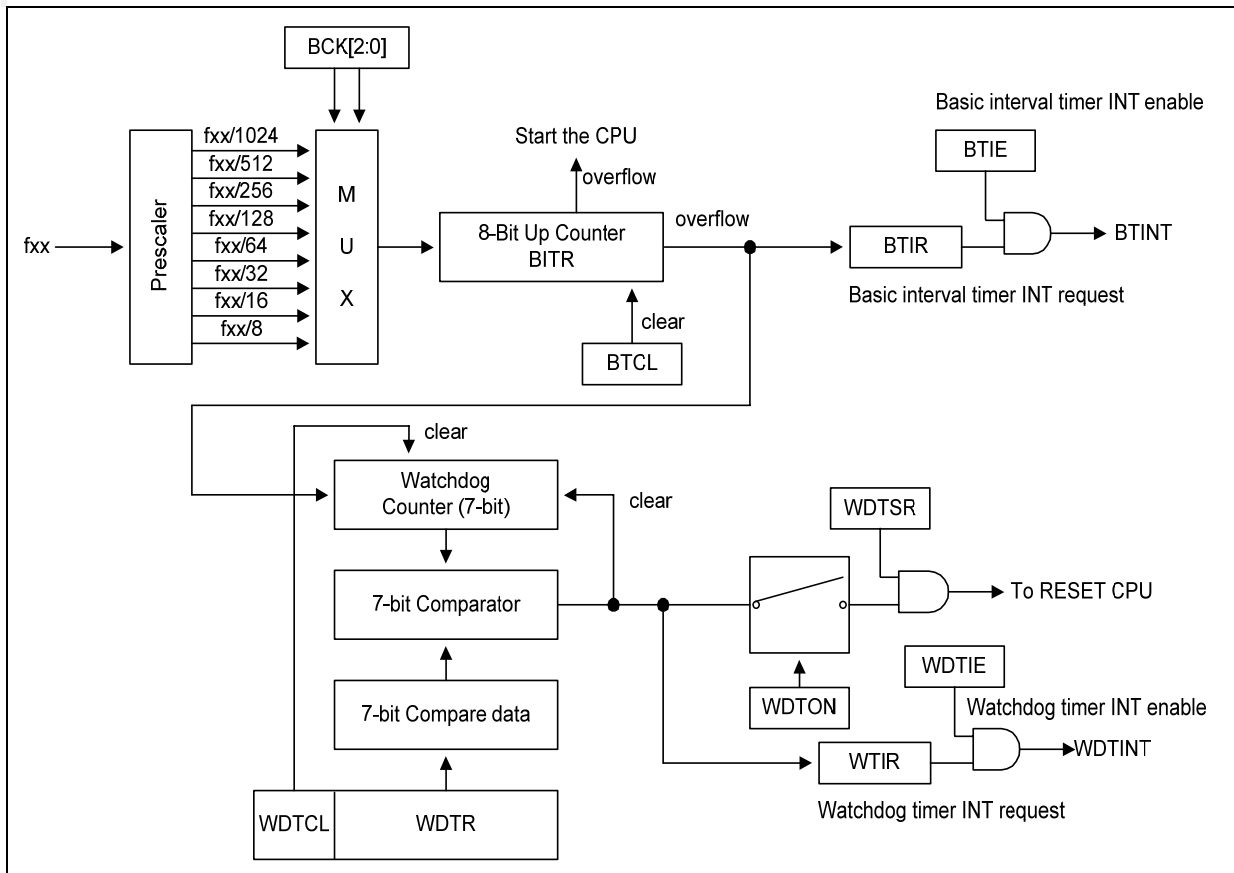 BCK[2:0]
Basic interval timer INT enable
fxx/1024
Start the CPU
BTIE
fxx/512
overflow
fxx/256
M
fxx/128
8-Bit Up Counter
overflow
fxx
Prescaler
U
BITR
BTIR
BTINT
fxx/64
fxx/32
X
Basic interval timer INT request
fxx/16
clear
fxx/8
BTCL
clear
Watchdog
Counter (7-bit)
clear
WDTSR
7-bit Comparator
To RESET CPU
WDTIE
7-bit Compare data
WDTON
Watchdog timer INT enable
WTIR
WDTINT
WDTCL
WDTR
Watchdog timer INT request